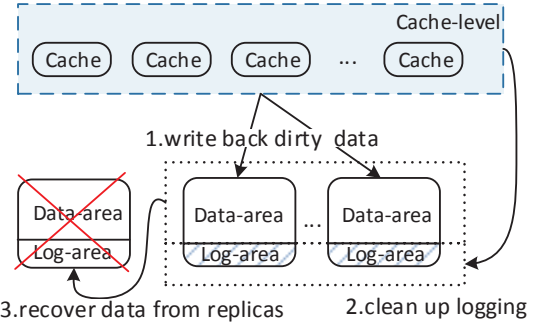 Cache-level
Cache Cache Cache ... Cache
1.write back dirty data
Data-area Data-area ... Data-area
Log-area Log-area Log-area
3.recover data from replicas 2.clean up logging